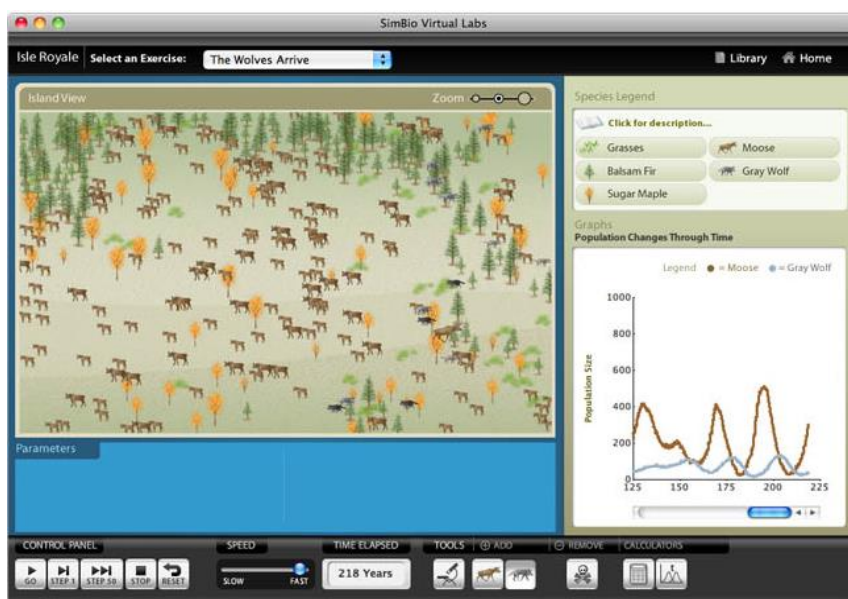 SimBio Virtual Labs
Isle Royale Select an Exercise: The Wolves Arrive Library Home
Island View Zoom
Species Legend
Click for description...
Grasses Moose
Balsam Fir Gray Wolf
Sugar Maple
Graphs
Population Changes Through Time
Legend = Moose = Gray Wolf
1000
800
600
400
200
0
Population Size
125 150 175 200 225
Parameters
CONTROL PANEL SPEED TIME ELAPSED TOOLS ADD REMOVE CALCULATORS
GO STEP 1 STEP 50 STOP RESET SLOW FAST 218 Years